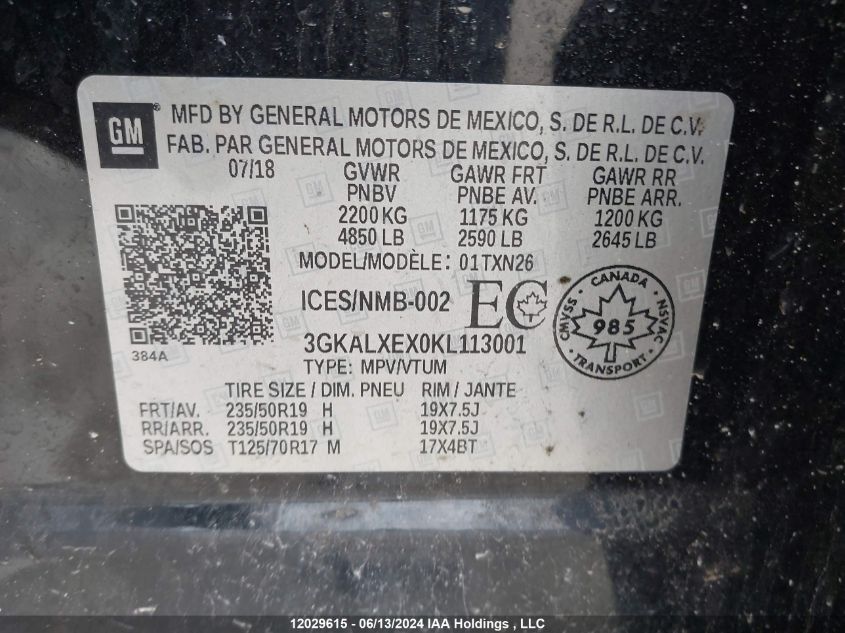 GM ® MFD BY GENERAL MOTORS DE MEXICO, S. DE R.L. DE C.V.
FAB. PAR GENERAL MOTORS DE MEXICO, S. DE R.L. DE C.V.
07/18 GVWR GAWR FRT GAWR RR
PNBV PNBE AV. PNBE ARR.
2200 KG 1175 KG 1200 KG
4850 LB 2590 LB 2645 LB
MODEL/MODÈLE: 01TXN26
ICES/NMB-002 EC
CANADA
CMVSS 985 NSVAC
TRANSPORT
3GKALXEX0KL113001
384A
TYPE: MPV/VTUM
TIRE SIZE / DIM. PNEU RIM / JANTE
FRT/AV. 235/50R19 H 19X7.5J
RR/ARR. 235/50R19 H 19X7.5J
SPA/SOS T125/70R17 M 17X4BT
12029615 - 06/13/2024 IAA Holdings , LLC